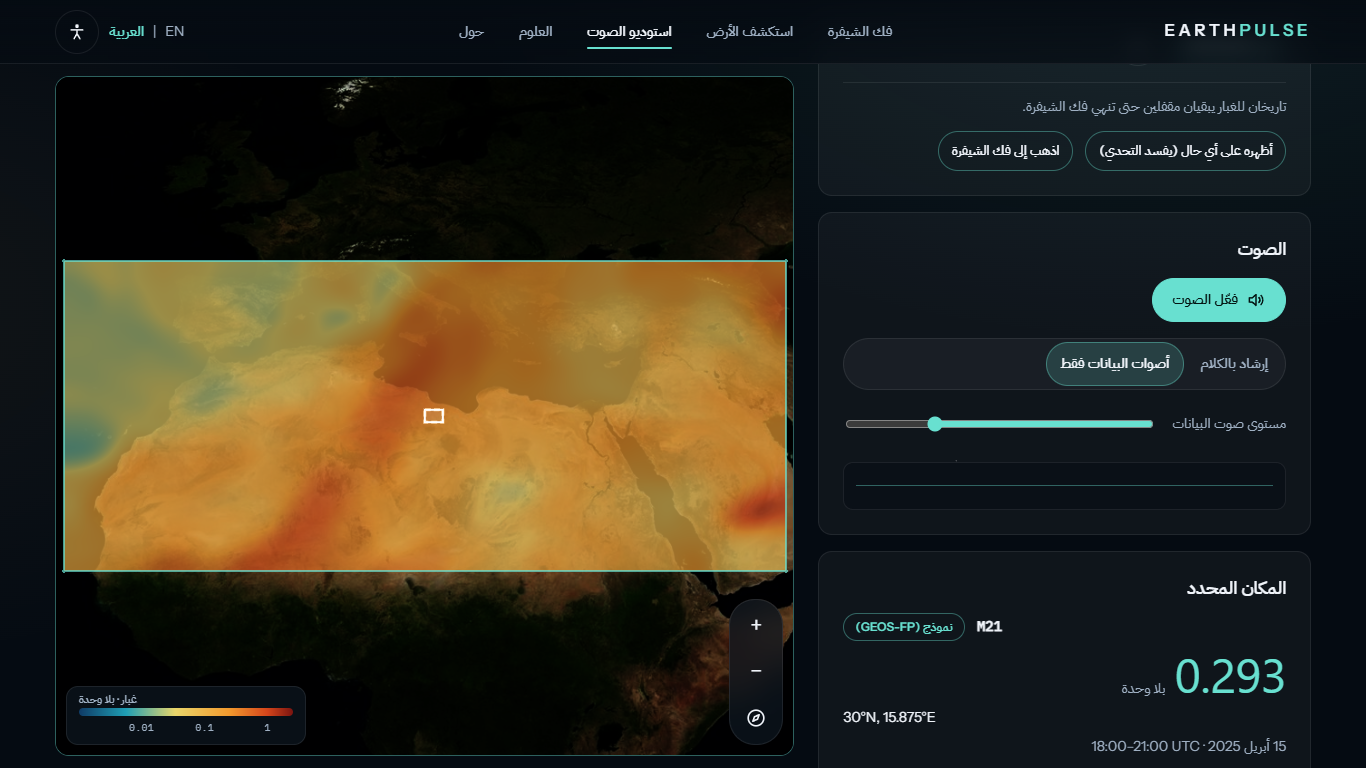 EARTHPULSE
فك الشيفرة
استكشف الأرض
استوديو الصوت
العلوم
حول
العربية | EN
تاريخان للغبار يبقيان مقفلين حتى تنهي فك الشيفرة.
أظهره على أي حال (يفسد التحدي)
اذهب إلى فك الشيفرة
الصوت
فعّل الصوت
إرشاد بالكلام
أصوات البيانات فقط
مستوى صوت البيانات
المكان المحدد
M21
نموذج (GEOS-FP)
0.293 بلا وحدة
30°N, 15.875°E
15 أبريل 2025 · 18:00–21:00 UTC
+
−
غبار · بلا وحدة
0.01 0.1 1